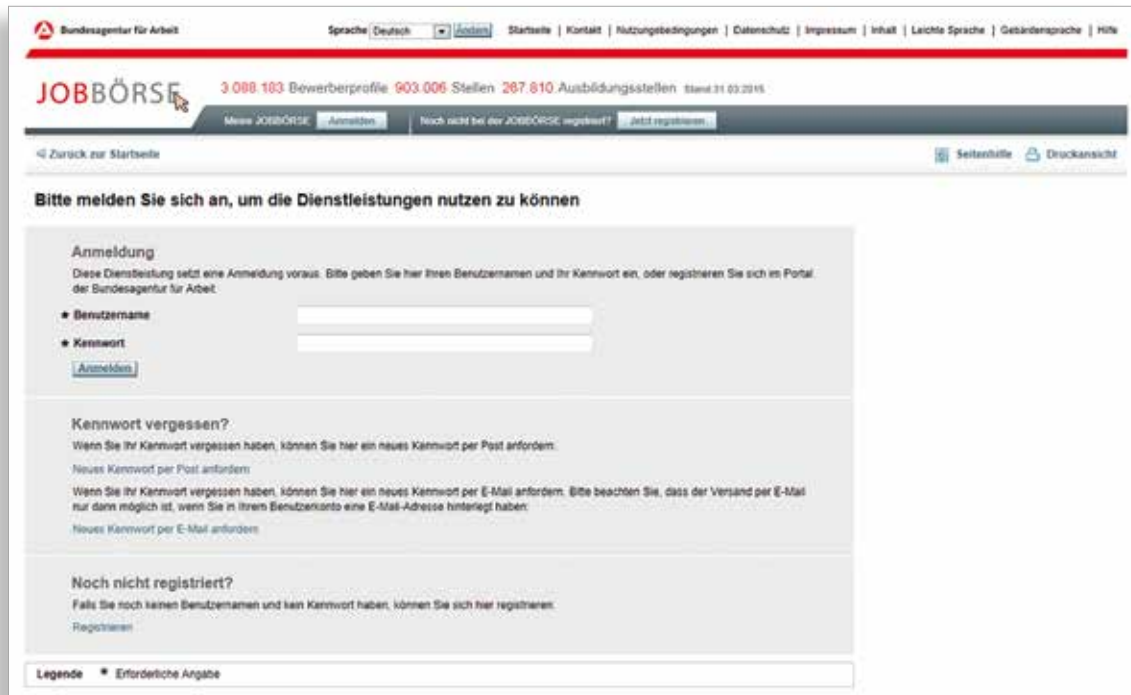 Bundesagentur für Arbeit
Sprache Deutsch Ändern Startseite | Kontakt | Nutzungsbedingungen | Datenschutz | Impressum | Inhalt | Leichte Sprache | Gebärdensprache | Hilfe
JOBBÖRSE
3 088 183 Bewerberprofile 903.006 Stellen 267.810 Ausbildungsstellen Stand 31.03.2015
Meine JOBBÖRSE Anmelden Noch nicht bei der JOBBÖRSE registriert? Jetzt registrieren
Zurück zur Startseite Seitenhilfe Druckansicht
Bitte melden Sie sich an, um die Dienstleistungen nutzen zu können
Anmeldung
Diese Dienstleistung setzt eine Anmeldung voraus. Bitte geben Sie hier Ihren Benutzernamen und Ihr Kennwort ein, oder registrieren Sie sich im Portal
der Bundesagentur für Arbeit
★ Benutzername
★ Kennwort
Anmelden
Kennwort vergessen?
Wenn Sie Ihr Kennwort vergessen haben, können Sie hier ein neues Kennwort per Post anfordern:
Neues Kennwort per Post anfordern
Wenn Sie Ihr Kennwort vergessen haben, können Sie hier ein neues Kennwort per E-Mail anfordern. Bitte beachten Sie, dass der Versand per E-Mail
nur dann möglich ist, wenn Sie in Ihrem Benutzerkonto eine E-Mail-Adresse hinterlegt haben:
Neues Kennwort per E-Mail anfordern
Noch nicht registriert?
Falls Sie noch keinen Benutzernamen und kein Kennwort haben, können Sie sich hier registrieren:
Registrieren
Legende ★ Erforderliche Angabe